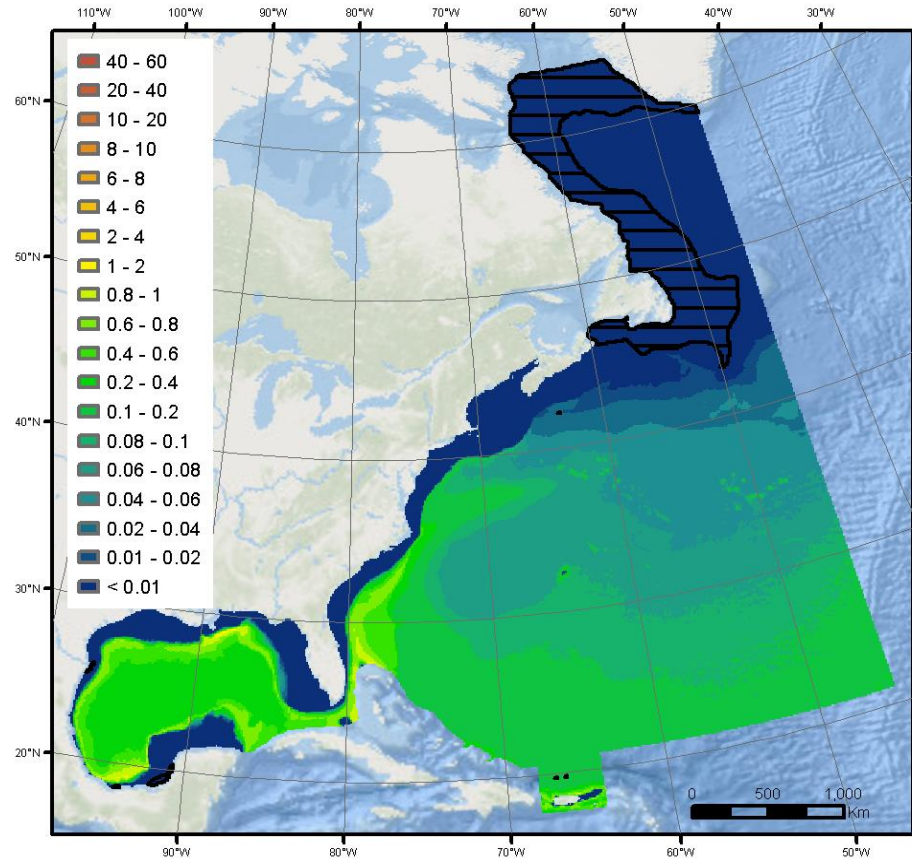 110°W 100°W 90°W 80°W 70°W 60°W 50°W 40°W 30°W
40 - 60
20 - 40
10 - 20
8 - 10
6 - 8
4 - 6
2 - 4
1 - 2
0.8 - 1
0.6 - 0.8
0.4 - 0.6
0.2 - 0.4
0.1 - 0.2
0.08 - 0.1
0.06 - 0.08
0.04 - 0.06
0.02 - 0.04
0.01 - 0.02
< 0.01
60°N
50°N
40°N
30°N
20°N
0 500 1,000
Km
90°W 80°W 70°W 60°W 50°W